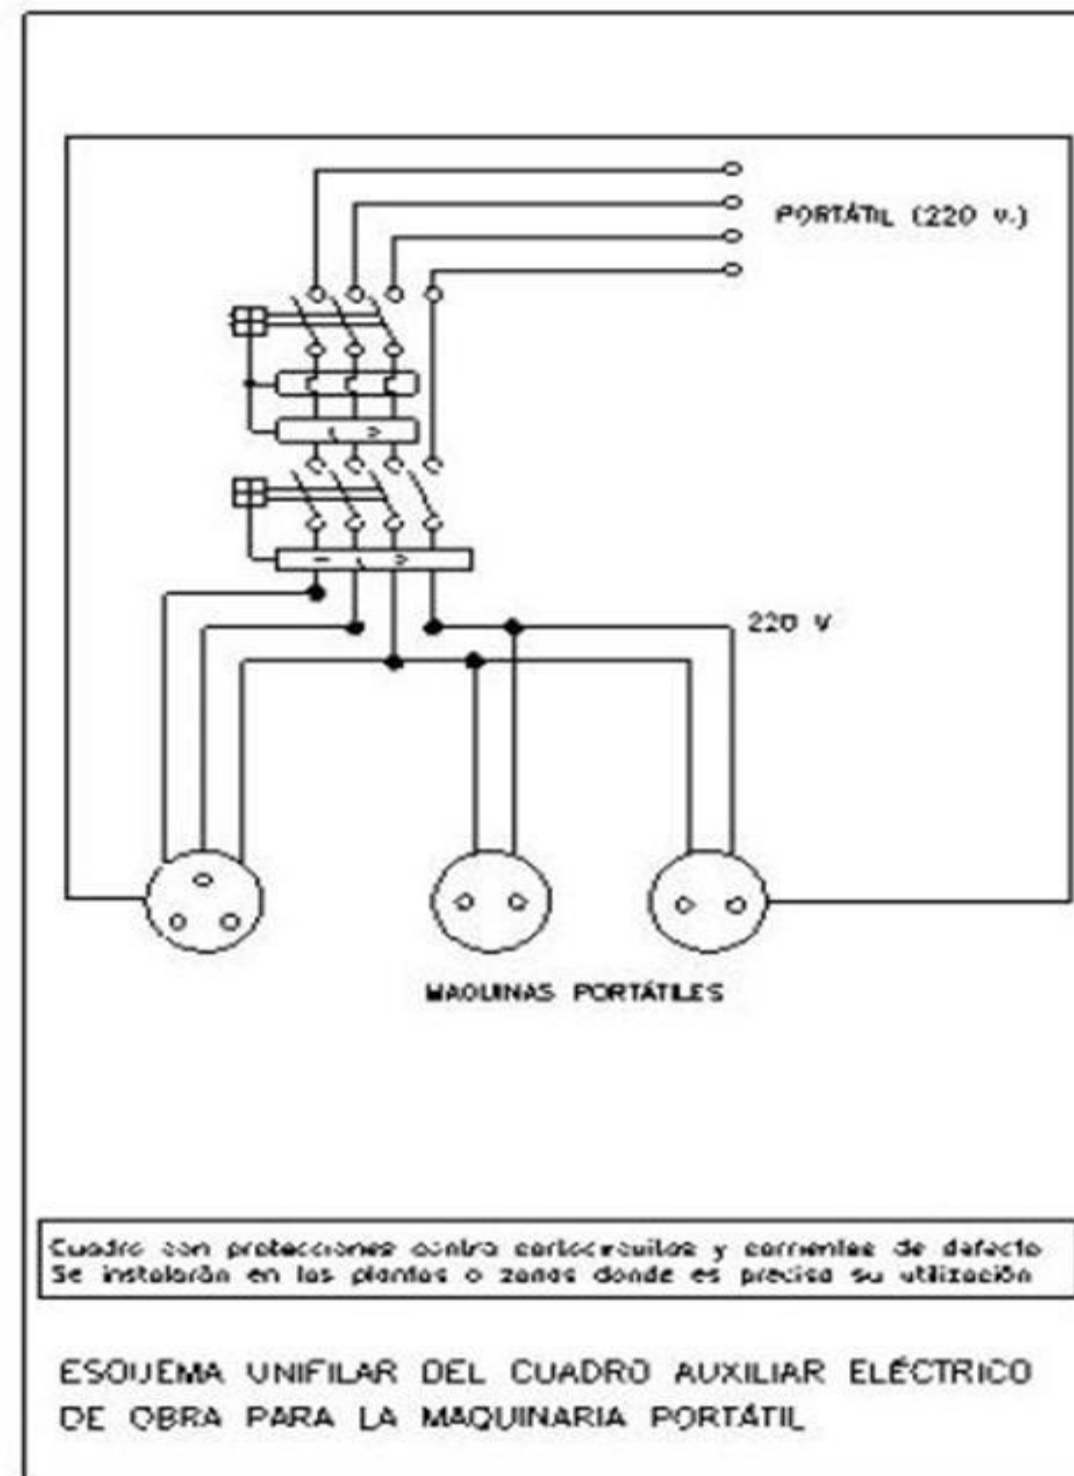 PORTÁTIL (220 V.)
220 V
MAQUINAS PORTÁTILES
Cuadro con protecciones contra cortocircuitos y corrientes de defecto
Se instalarán en las plantas o zonas donde es precisa su utilización
ESQUEMA UNIFILAR DEL CUADRO AUXILIAR ELÉCTRICO
DE OBRA PARA LA MAQUINARIA PORTÁTIL